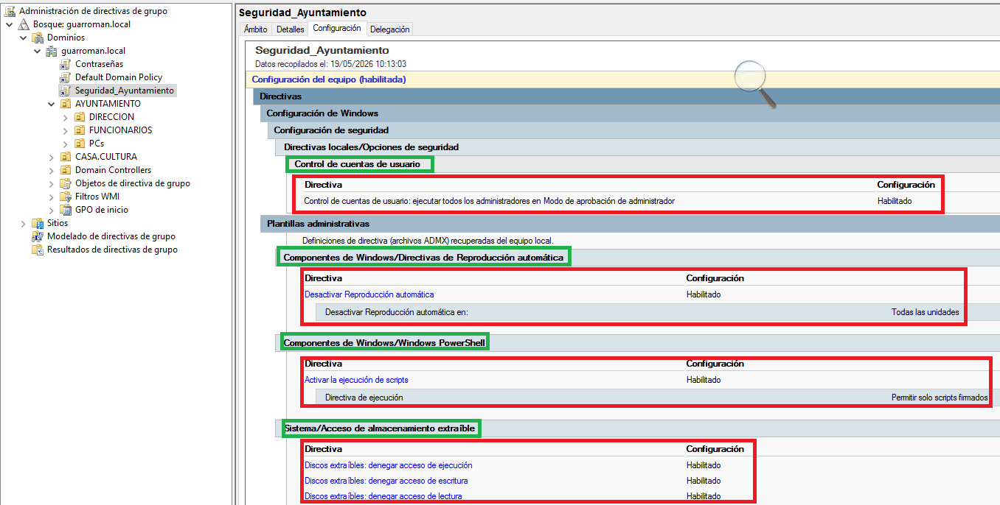 Administración de directivas de grupo
Bosque: guarroman.local
Dominios
guarroman.local
Contraseñas
Default Domain Policy
Seguridad_Ayuntamiento
AYUNTAMIENTO
DIRECCION
FUNCIONARIOS
PCs
CASA.CULTURA
Domain Controllers
Objetos de directiva de grupo
Filtros WMI
GPO de inicio
Sitios
Modelado de directivas de grupo
Resultados de directivas de grupo
Seguridad_Ayuntamiento
Ámbito Detalles Configuración Delegación
Seguridad_Ayuntamiento
Datos recopilados el: 19/05/2026 10:13:03
Configuración del equipo (habilitada)
Directivas
Configuración de Windows
Configuración de seguridad
Directivas locales/Opciones de seguridad
Control de cuentas de usuario
Directiva Configuración
Control de cuentas de usuario: ejecutar todos los administradores en Modo de aprobación de administrador Habilitado
Plantillas administrativas
Definiciones de directiva (archivos ADMX) recuperadas del equipo local.
Componentes de Windows/Directivas de Reproducción automática
Directiva Configuración
Desactivar Reproducción automática Habilitado
Desactivar Reproducción automática en: Todas las unidades
Componentes de Windows/Windows PowerShell
Directiva Configuración
Activar la ejecución de scripts Habilitado
Directiva de ejecución Permitir solo scripts firmados
Sistema/Acceso de almacenamiento extraíble
Directiva Configuración
Discos extraíbles: denegar acceso de ejecución Habilitado
Discos extraíbles: denegar acceso de escritura Habilitado
Discos extraíbles: denegar acceso de lectura Habilitado